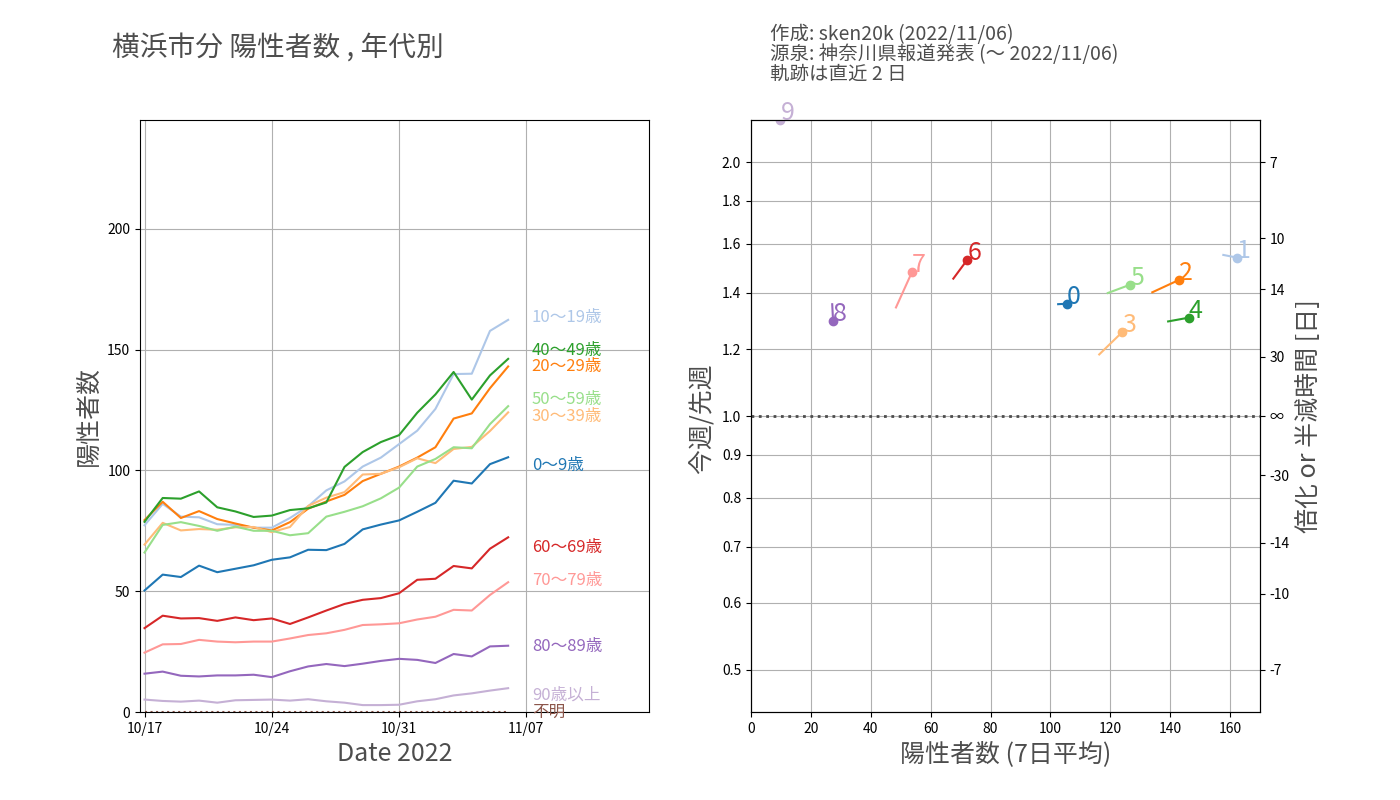 横浜市分 陽性者数 , 年代別
作成: sken20k (2022/11/06)
源泉: 神奈川県報道発表 (〜 2022/11/06)
軌跡は直近 2 日
陽性者数
200
150
100
50
0
10/17
10/24
10/31
11/07
Date 2022
10〜19歳
40〜49歳
20〜29歳
50〜59歳
30〜39歳
0〜9歳
60〜69歳
70〜79歳
80〜89歳
90歳以上
不明
今週/先週
2.0
1.8
1.6
1.4
1.2
1.0
0.9
0.8
0.7
0.6
0.5
9
7
6
8
0
5
3
2
4
1
0
20
40
60
80
100
120
140
160
陽性者数 (7日平均)
7
10
14
30
∞
-30
-14
-10
-7
倍化 or 半減時間 [日]